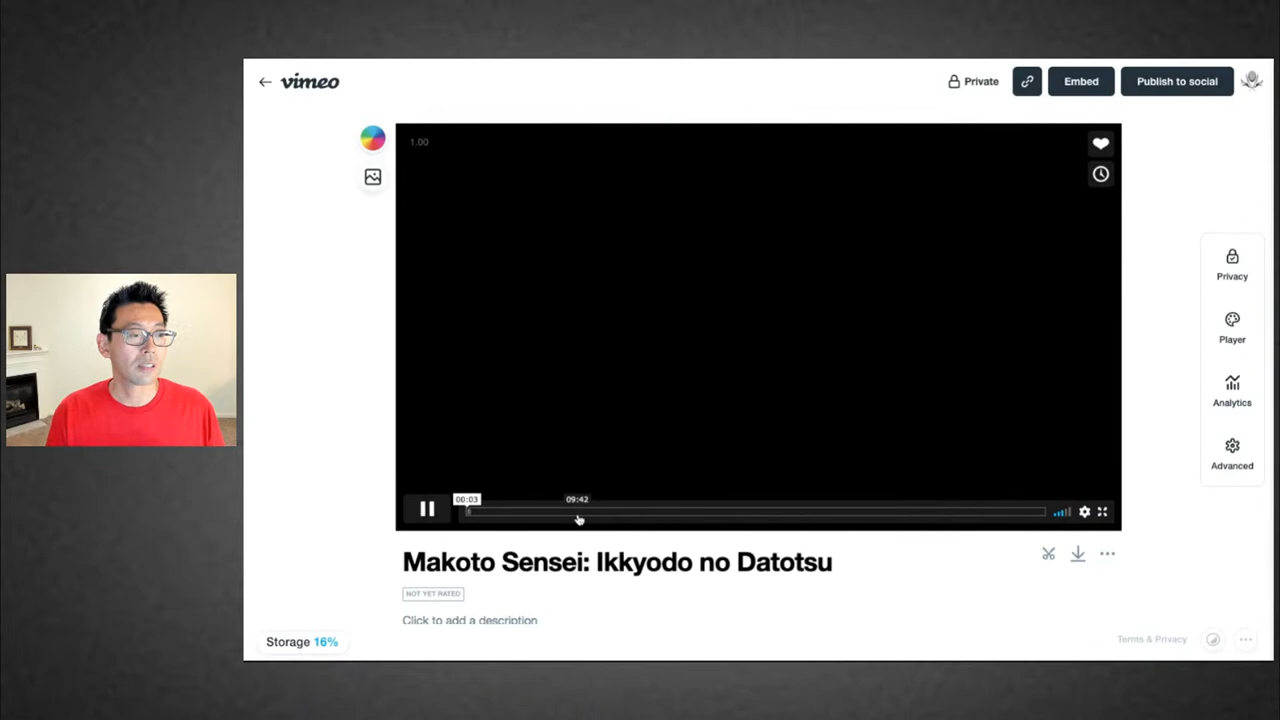 vimeo
Private
Embed
Publish to social
1.00
Privacy
Player
Analytics
Advanced
00:03
09:42
Makoto Sensei: Ikkyodo no Datotsu
NOT YET RATED
Click to add a description
Storage 16%
Terms & Privacy